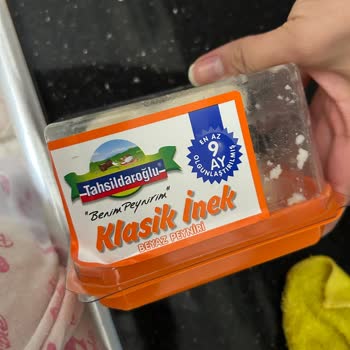 Tahsildaroğlu
"Benim Peynirim"
Klasik İnek
BEYAZ PEYNİRİ
EN AZ
9
AY
OLGUNLAŞTIRILMIŞ